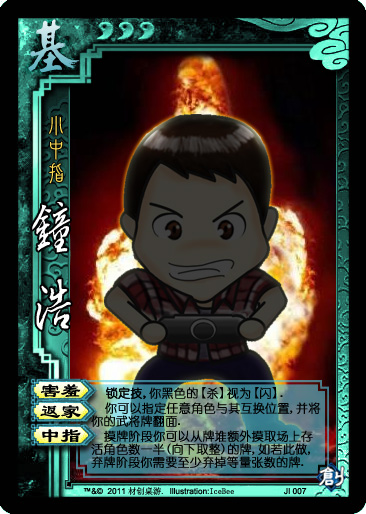 基
小中指
鐘浩
害羞 锁定技,你黑色的【杀】视为【闪】.
返家 你可以指定任意角色与其互换位置,并将
你的武将牌翻面.
中指 摸牌阶段你可以从牌难额外摸取场上存
活角色数一半(向下取整)的牌,如若此做,
弃牌阶段你需要至少弃掉等量张数的牌.
創
™&© 2011 材创桌游. Illustration:IceBee JI 007